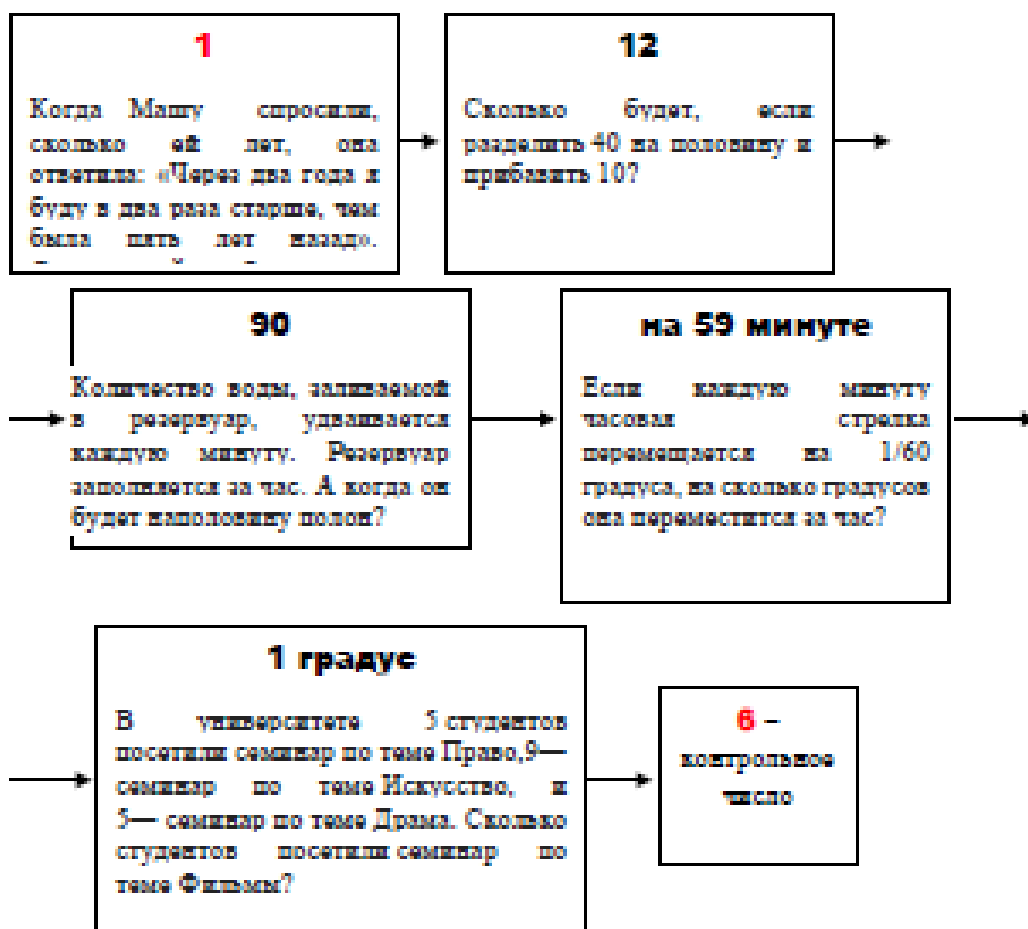 1
Когда Машу спросили,
сколько ей лет, она
ответила: «Через два года я
буду в два раза старше, чем
была пять лет назад».
12
Сколько будет, если
разделить 40 на половину и
прибавить 10?
90
Количество воды, заливаемой
в резервуар, удваивается
каждую минуту. Резервуар
заполняется за час. А когда он
будет наполовину полон?
на 59 минуте
Если каждую минуту
часовая стрелка
перемещается на 1/60
градуса, на сколько градусов
она переместится за час?
1 градус
В университете 5 студентов
посетили семинар по теме Право,9—
семинар по теме Искусство, и
5— семинар по теме Драма. Сколько
студентов посетили семинар по
теме Фильмы?
6 –
контрольное
число